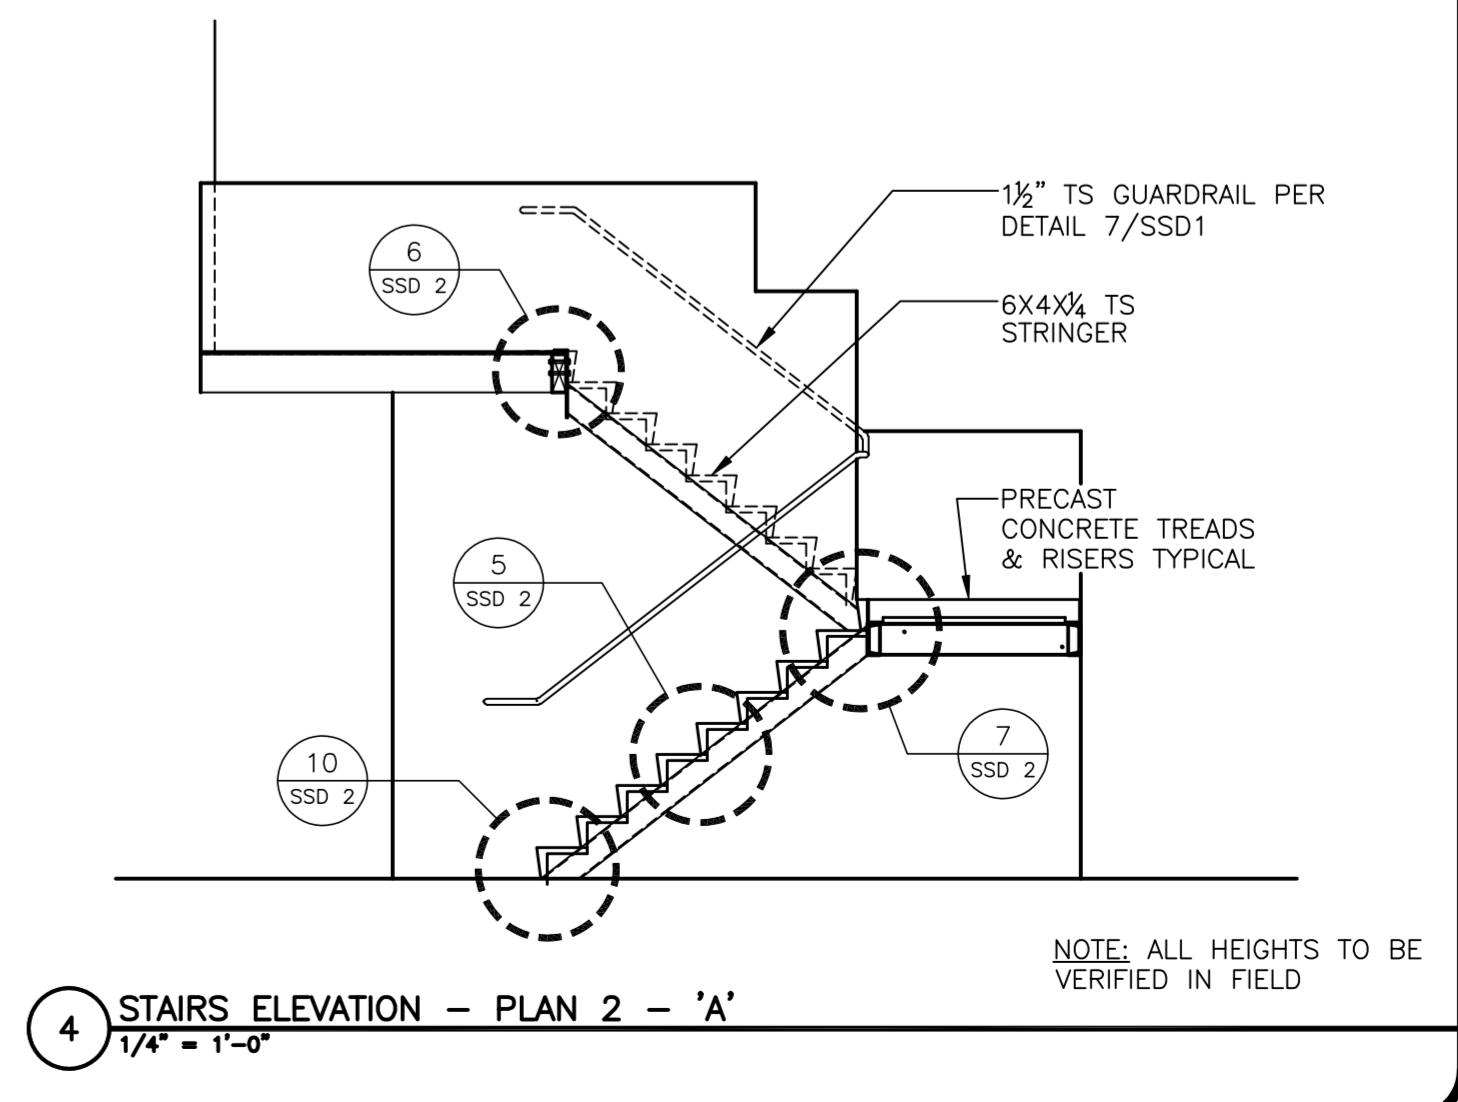 1½" TS GUARDRAIL PER
DETAIL 7/SSD1
6
SSD 2
6X4X¼ TS
STRINGER
PRECAST
CONCRETE TREADS
& RISERS TYPICAL
5
SSD 2
7
SSD 2
10
SSD 2
NOTE: ALL HEIGHTS TO BE
VERIFIED IN FIELD
4
STAIRS ELEVATION – PLAN 2 – 'A'
1/4" = 1'–0"